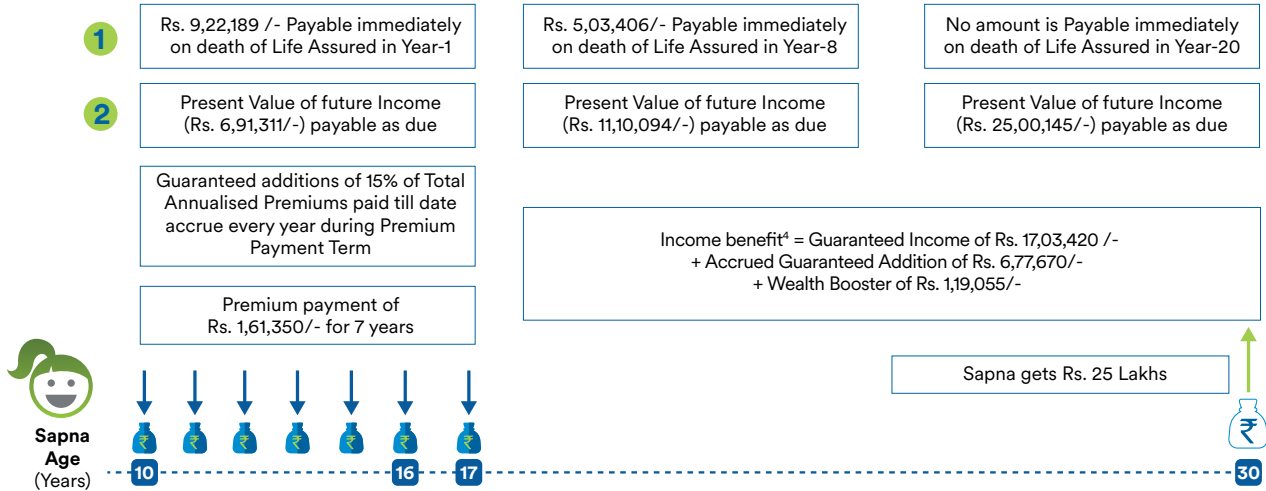 1
Rs. 9,22,189 /- Payable immediately
on death of Life Assured in Year-1
Rs. 5,03,406/- Payable immediately
on death of Life Assured in Year-8
No amount is Payable immediately
on death of Life Assured in Year-20
2
Present Value of future Income
(Rs. 6,91,311/-) payable as due
Present Value of future Income
(Rs. 11,10,094/-) payable as due
Present Value of future Income
(Rs. 25,00,145/-) payable as due
Guaranteed additions of 15% of Total
Annualised Premiums paid till date
accrue every year during Premium
Payment Term
Income benefit⁴ = Guaranteed Income of Rs. 17,03,420 /-
+ Accrued Guaranteed Addition of Rs. 6,77,670/-
+ Wealth Booster of Rs. 1,19,055/-
Premium payment of
Rs. 1,61,350/- for 7 years
Sapna gets Rs. 25 Lakhs
₹ ₹ ₹ ₹ ₹ ₹ ₹ ₹
Sapna
Age
(Years)
10 16 17 30